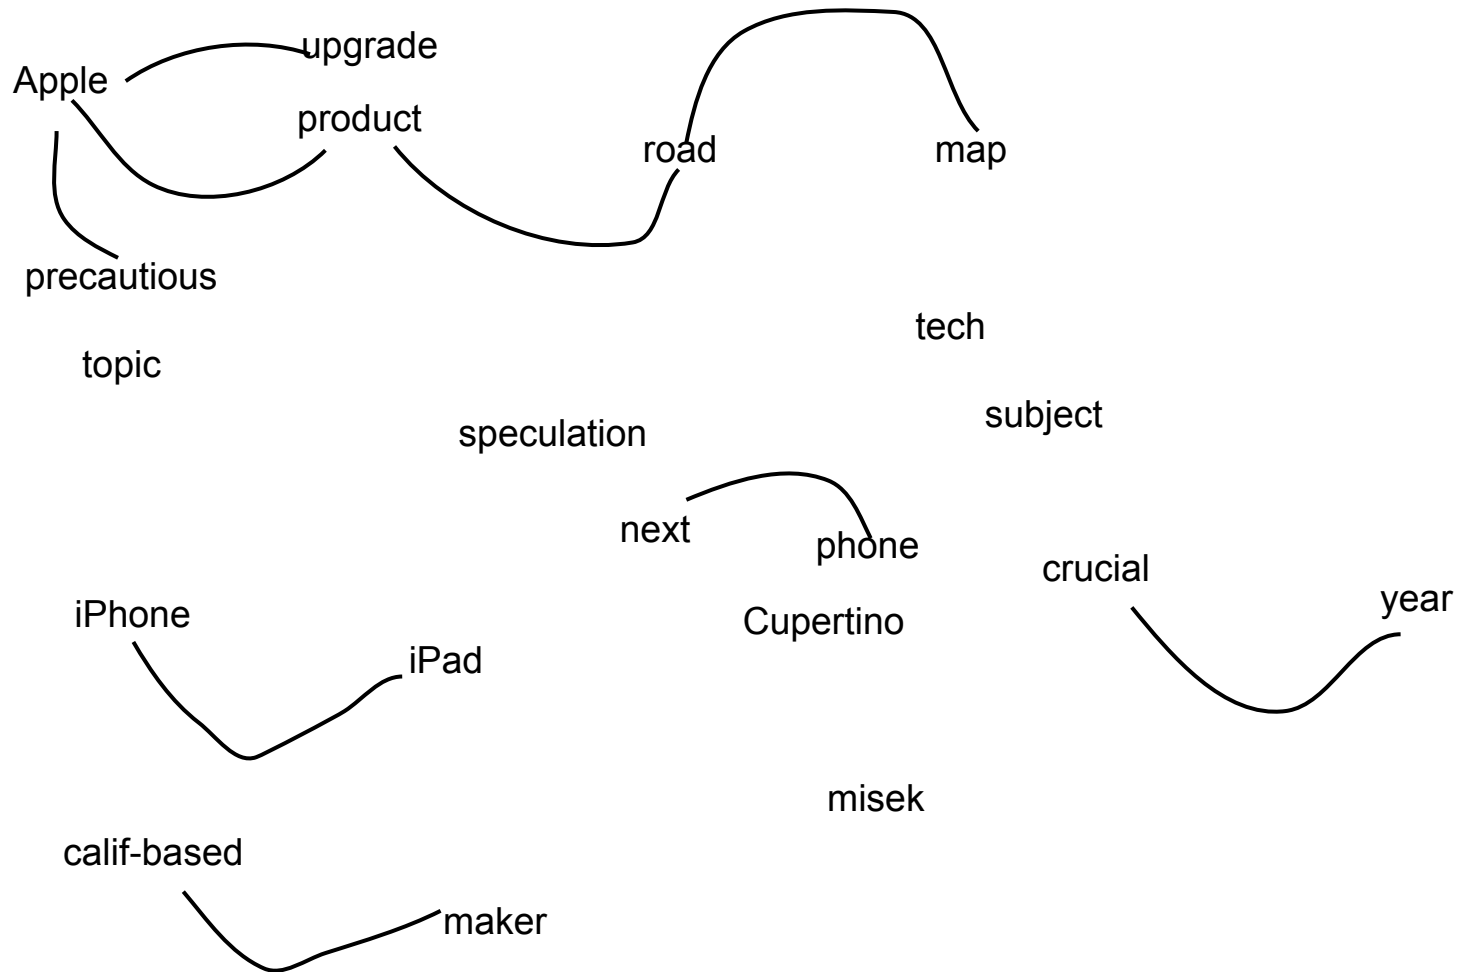 upgrade
Apple
product
road
map
precautious
tech
topic
subject
speculation
next
phone
crucial
year
iPhone
Cupertino
iPad
misek
calif-based
maker